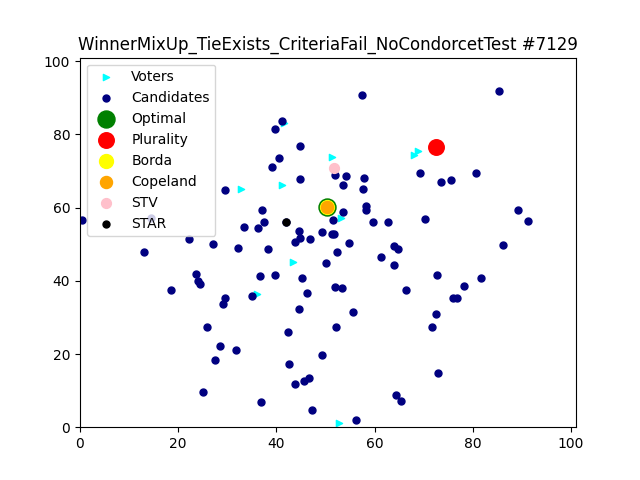 WinnerMixUp_TieExists_CriteriaFail_NoCondorcetTest #7129
100
80
60
40
20
0
Voters
Candidates
Optimal
Plurality
Borda
Copeland
STV
STAR
0 20 40 60 80 100